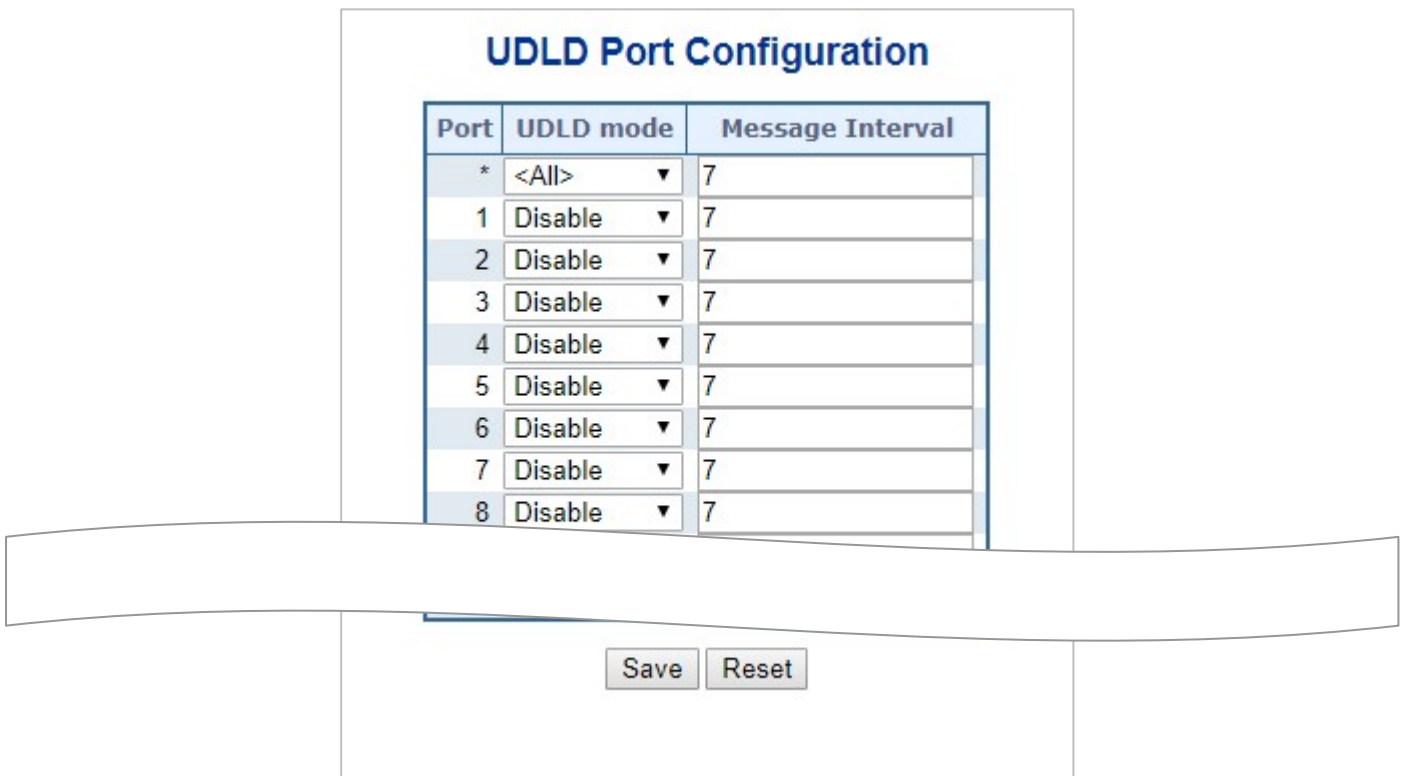 UDLD Port Configuration
Port UDLD mode Message Interval
* <All> 7
1 Disable 7
2 Disable 7
3 Disable 7
4 Disable 7
5 Disable 7
6 Disable 7
7 Disable 7
8 Disable 7
Save Reset